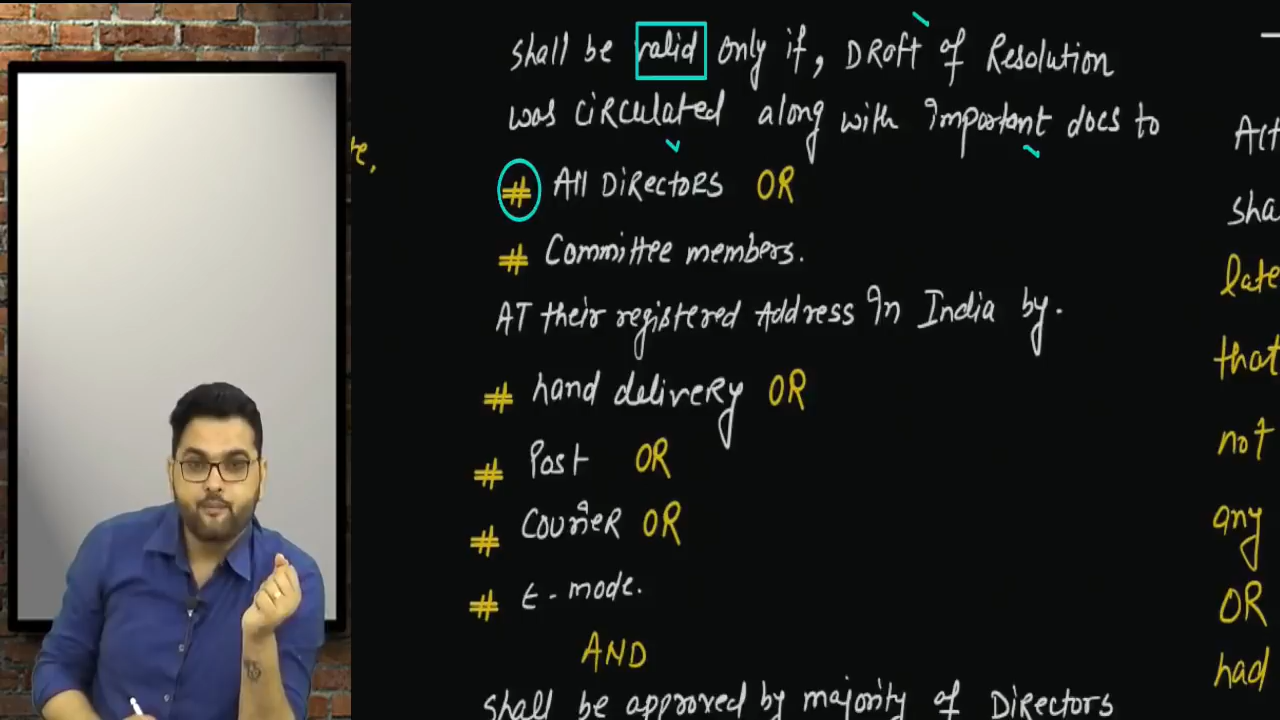 shall be valid only if, Draft of Resolution
was circulated along with important docs to
# All Directors OR
# Committee members.
AT their registered Address In India by.
# hand delivery OR
# Post OR
# Courier OR
# E-mode.
AND
shall be approved by majority of Directors
te,
Act
sha
late
that
not
any
OR
had